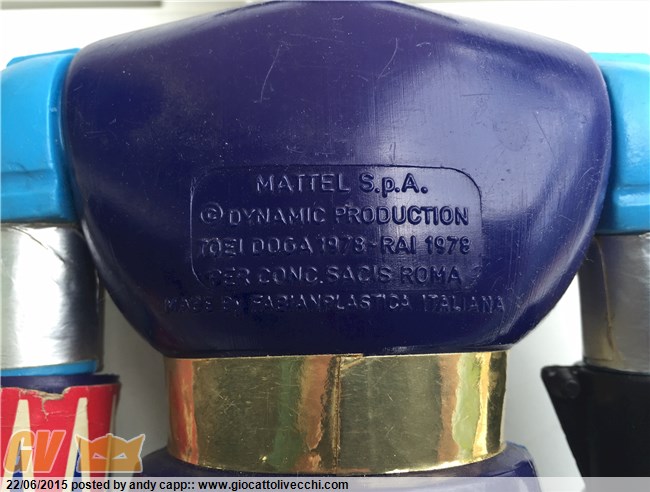 MATTEL S.p.A.
© DYNAMIC PRODUCTION
TOEI DOGA 1978-RAI 1978
PER CONC. SACIS ROMA
MADE BY FABIANPLASTICA ITALIANA
GV
22/06/2015 posted by andy capp:: www.giocattolivecchi.com